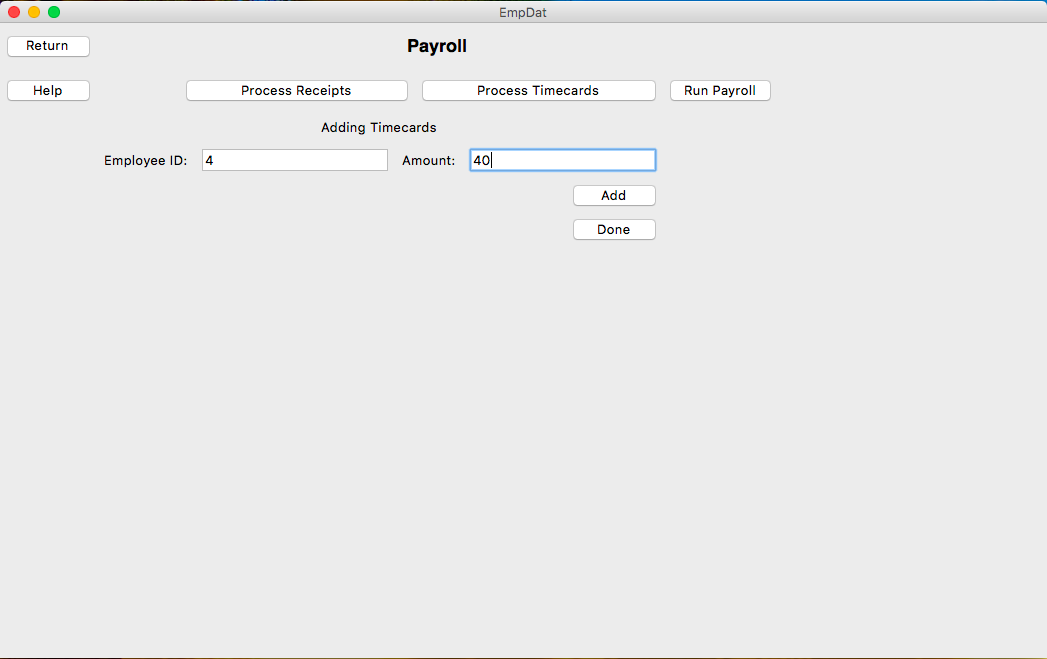 EmpDat
Return
Payroll
Help
Process Receipts
Process Timecards
Run Payroll
Adding Timecards
Employee ID: 4 Amount: 40
Add
Done